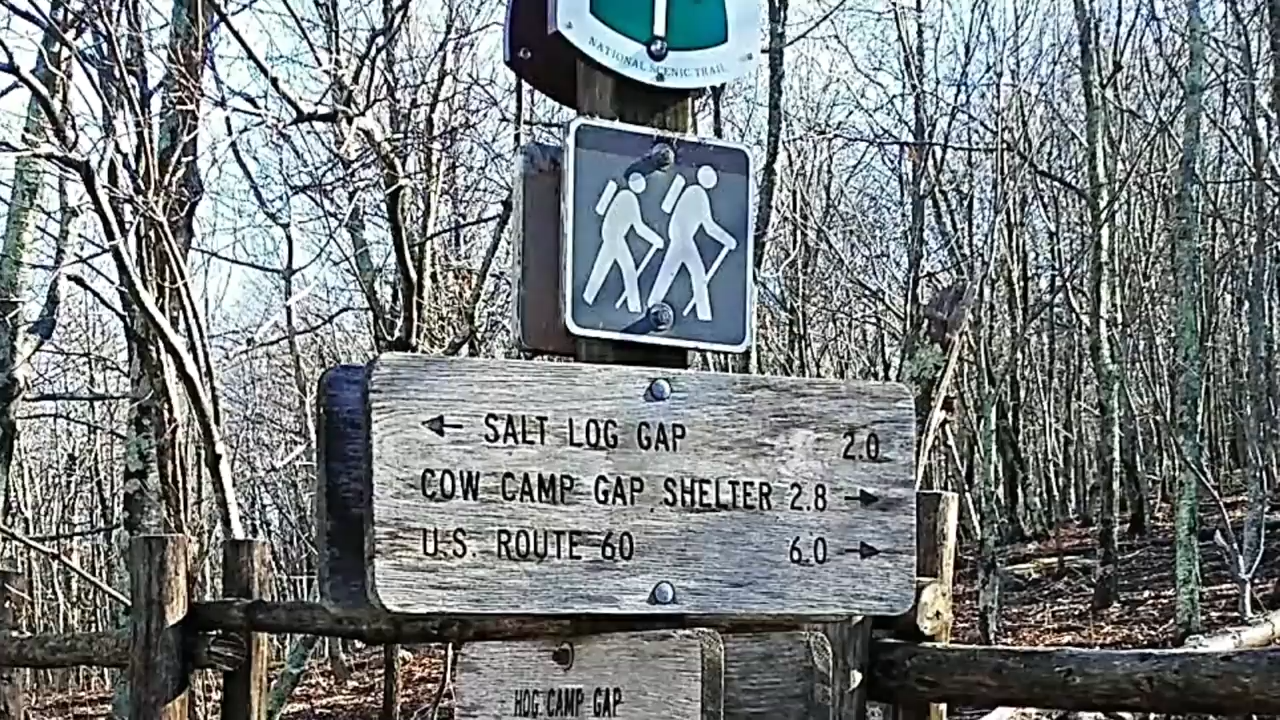 NATIONAL SCENIC TRAIL
← SALT LOG GAP 2.0
COW CAMP GAP SHELTER 2.8 →
U.S. ROUTE 60 6.0 →
HOG CAMP GAP